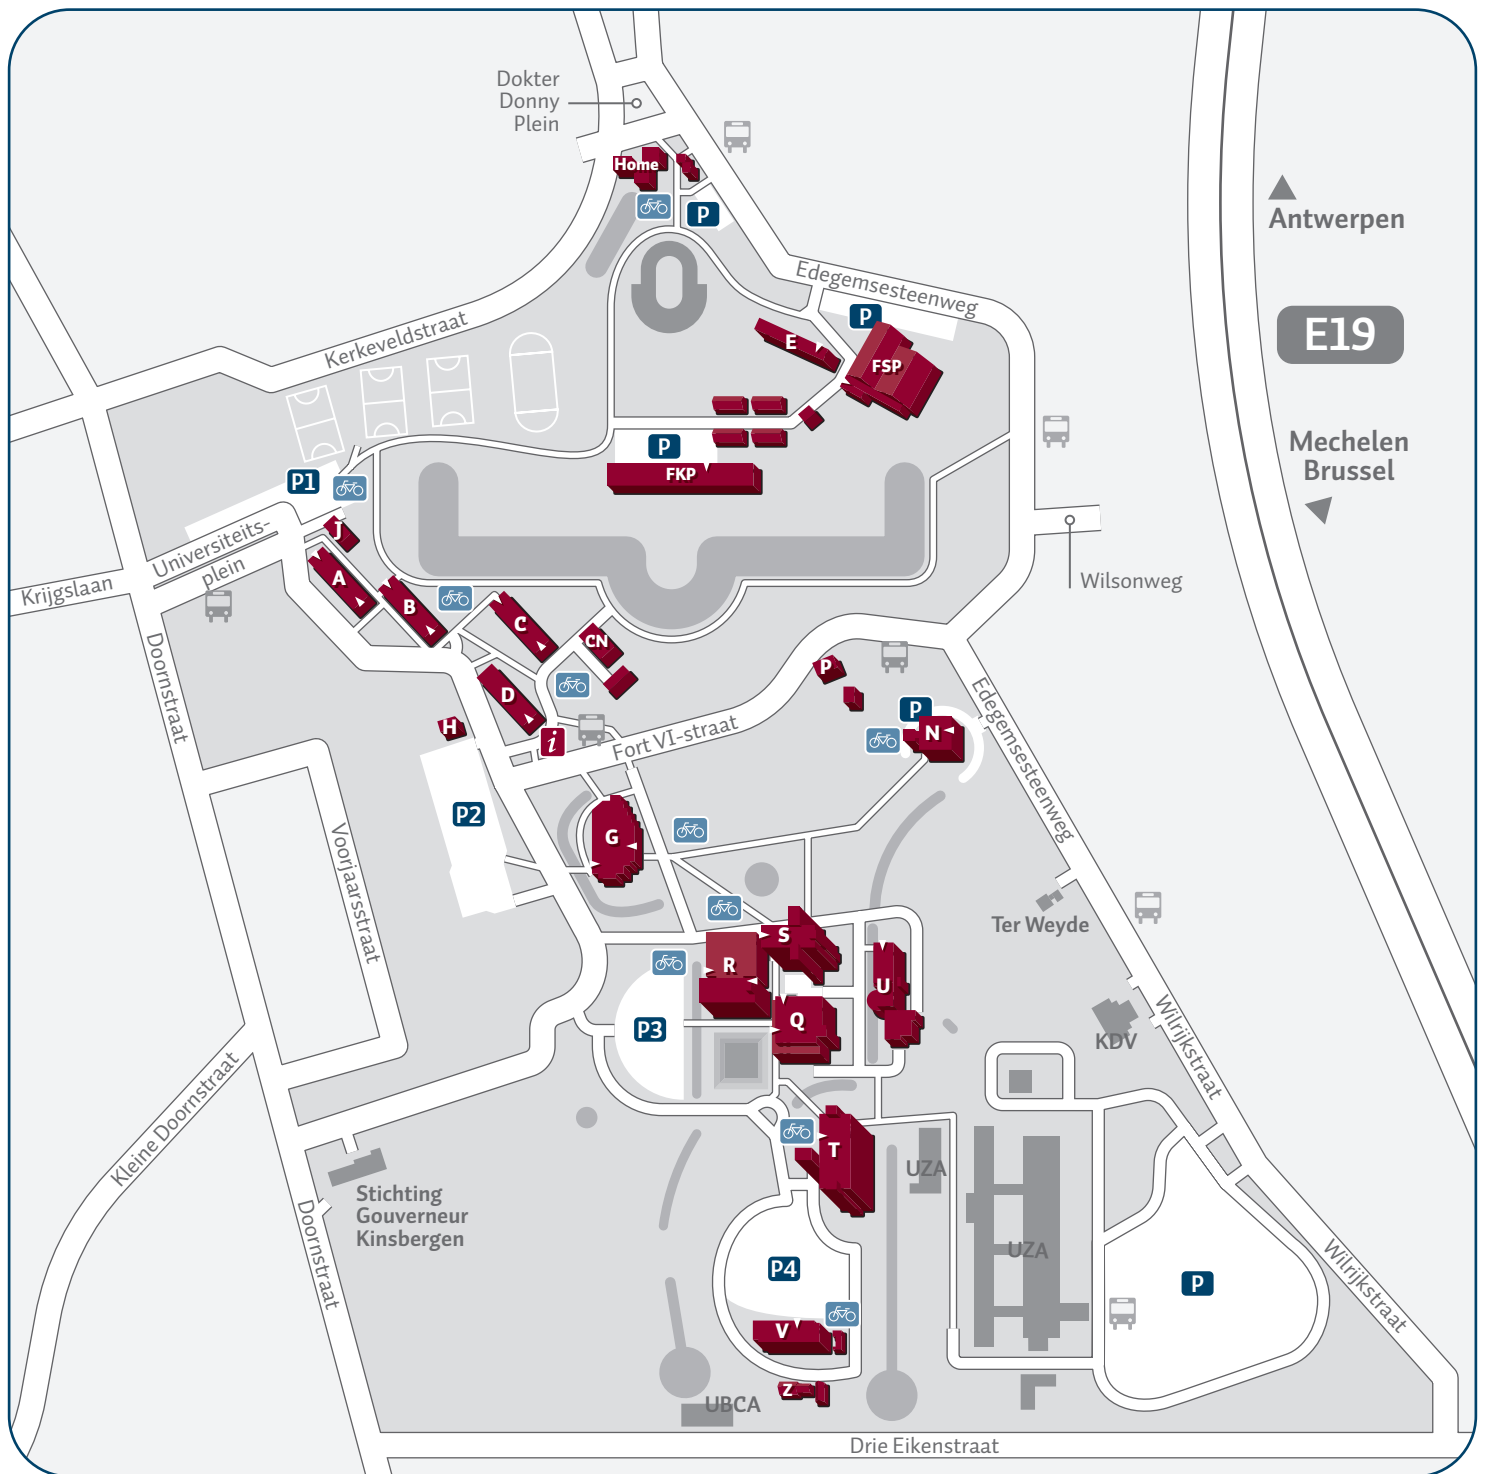 Dokter
Donny
Plein
Home
P
Edegemsesteenweg
Antwerpen
E19
P
E
FSP
Kerkeveldstraat
P
FKP
Mechelen
Brussel
P1
J
Universiteits-
plein
Krijgslaan
Wilsonweg
A
B
C
CN
D
H
i
P
P
N
Doornstraat
Fort VI-straat
Edegemsesteenweg
P2
G
Voorjaarsstraat
Ter Weyde
S
R
U
Q
P3
KDV
Wilrijkstraat
Kleine Doornstraat
T
UZA
Stichting
Gouverneur
Kinsbergen
Doornstraat
UZA
P4
P
Wilrijkstraat
V
Z
UBCA
Drie Eikenstraat